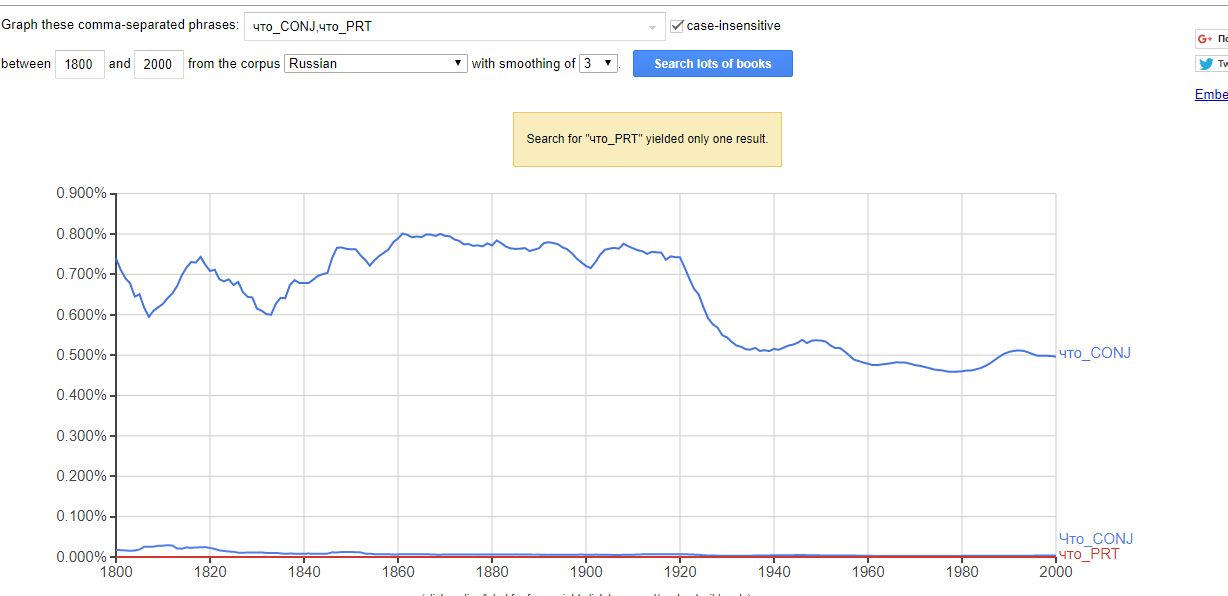 Graph these comma-separated phrases: что_CONJ,что_PRT case-insensitive
between 1800 and 2000 from the corpus Russian with smoothing of 3 . Search lots of books
G+
Embe
Search for "что_PRT" yielded only one result.
0.900%
0.800%
0.700%
0.600%
0.500%
0.400%
0.300%
0.200%
0.100%
0.000%
что_CONJ
Что_CONJ
что_PRT
1800 1820 1840 1860 1880 1900 1920 1940 1960 1980 2000